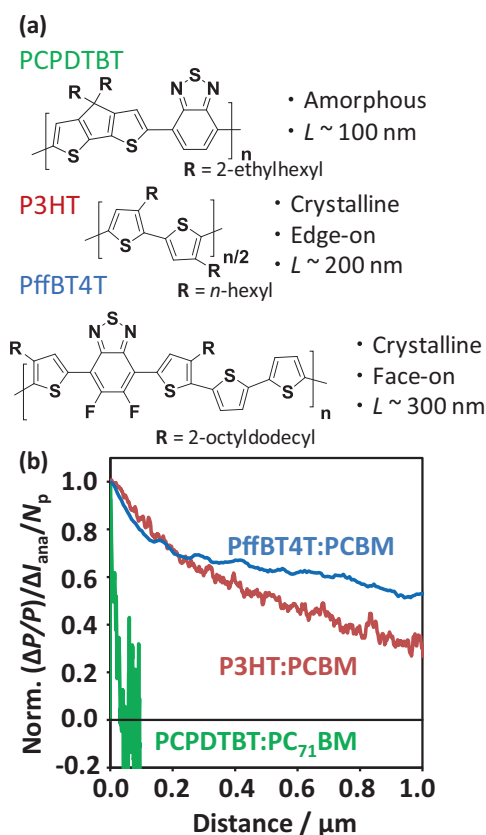 (a)
PCPDTBT
R R
N S N
S S
n
R = 2-ethylhexyl
・Amorphous
・L ~ 100 nm
P3HT
R
S
S
R
n/2
R = n-hexyl
・Crystalline
・Edge-on
・L ~ 200 nm
PffBT4T
R
N S N
R
S
F F
S
S
S
n
R = 2-octyldodecyl
・Crystalline
・Face-on
・L ~ 300 nm
(b)
Norm. (ΔP/P)/ΔIana/Np
1.0
0.8
0.6
0.4
0.2
0.0
-0.2
PffBT4T:PCBM
P3HT:PCBM
PCPDTBT:PC71BM
0.0 0.2 0.4 0.6 0.8 1.0
Distance / μm